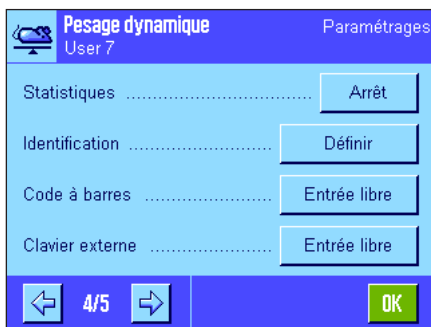 Pesage dynamique Paramétrages
User 7
Statistiques .................................... Arrêt
Identification ........................... Définir
Code à barres ........................ Entrée libre
Clavier externe ....................... Entrée libre
4/5 OK